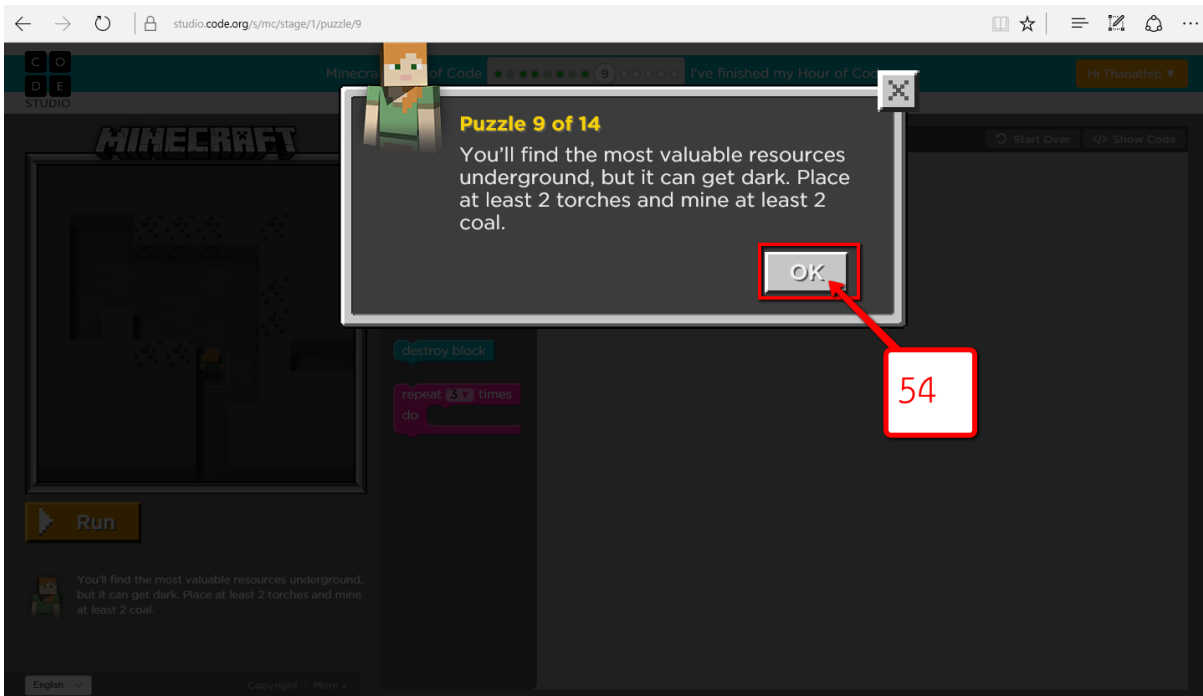 studio.code.org/s/mc/stage/1/puzzle/9
C O
D E
STUDIO
Minecra of Code 9 I've finished my Hour of Co
Hi Thanathip
MINECRAFT
Start Over </> Show Code
Puzzle 9 of 14
You'll find the most valuable resources
underground, but it can get dark. Place
at least 2 torches and mine at least 2
coal.
OK
54
destroy block
repeat 3 times
do
Run
You'll find the most valuable resources underground,
but it can get dark. Place at least 2 torches and mine
at least 2 coal.
English
Copyright | More